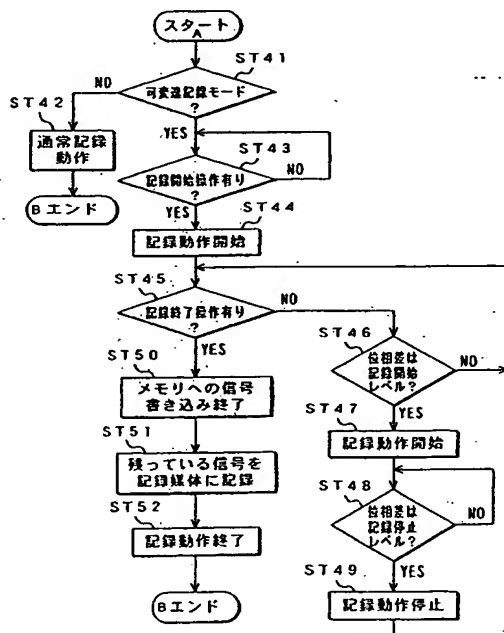 スタート
A
ST41
可変速記録モード
?
NO
YES
ST42
通常記録
動作
Bエンド
ST43
記録開始操作有り
?
NO
YES
ST44
記録動作開始
ST45
記録終了操作有り
?
NO
YES
ST46
位相差は
記録開始
レベル?
NO
YES
ST50
メモリへの信号
書き込み終了
ST47
記録動作開始
ST51
残っている信号を
記録媒体に記録
ST48
位相差は
記録停止
レベル?
NO
YES
ST52
記録動作終了
ST49
記録動作停止
Bエンド